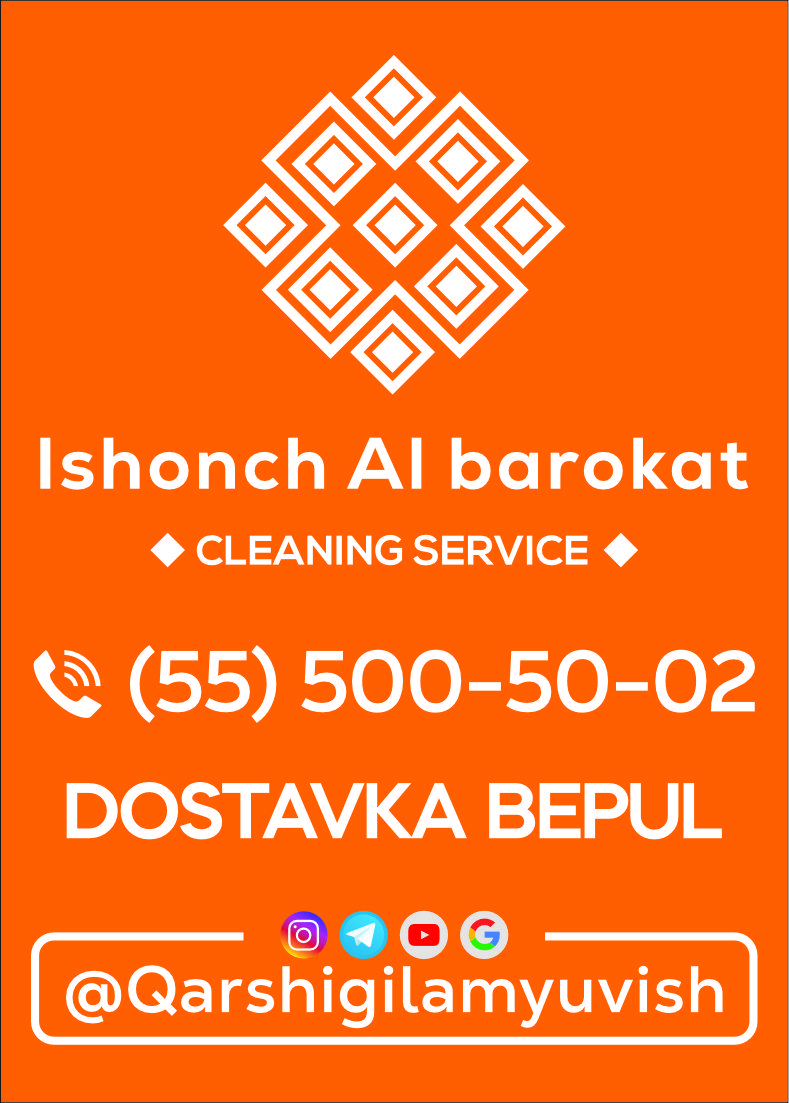 Ishonch Al barokat
CLEANING SERVICE
(55) 500-50-02
DOSTAVKA BEPUL
@Qarshigilamyuvish